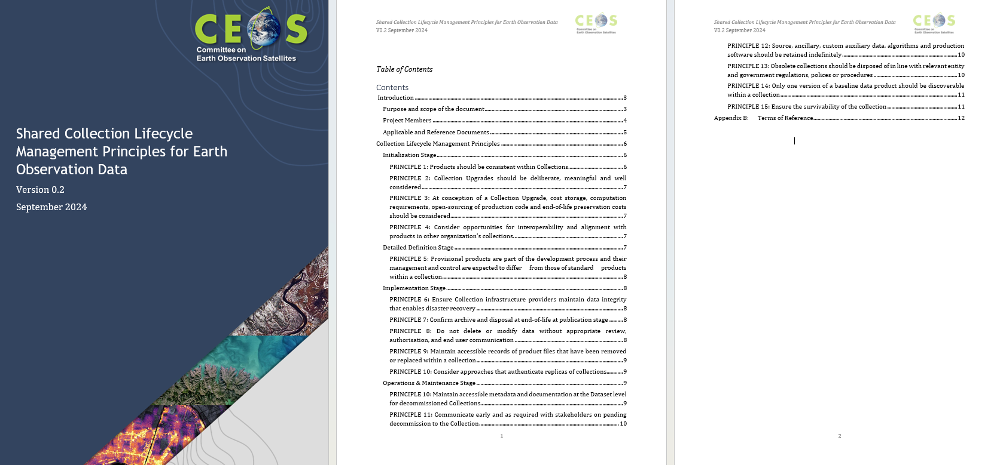 CEOS
Committee on
Earth Observation Satellites
Shared Collection Lifecycle
Management Principles for Earth
Observation Data
Version 0.2
September 2024
Shared Collection Lifecycle Management Principles for Earth Observation Data
V0.2 September 2024
CEOS
Committee on
Earth Observation Satellites
Table of Contents
Contents
Introduction 3
Purpose and scope of the document 3
Project Members 4
Applicable and Reference Documents 5
Collection Lifecycle Management Principles 6
Initialization Stage 6
PRINCIPLE 1: Products should be consistent within Collections. 6
PRINCIPLE 2: Collection Upgrades should be deliberate, meaningful and well
considered 7
PRINCIPLE 3: At conception of a Collection Upgrade, cost storage, computation
requirements, open-sourcing of production code and end-of-life preservation costs
should be considered. 7
PRINCIPLE 4: Consider opportunities for interoperability and alignment with
products in other organization's collections. 7
Detailed Definition Stage 7
PRINCIPLE 5: Provisional products are part of the development process and their
management and control are expected to differ from those of standard products
within a collection 8
Implementation Stage 8
PRINCIPLE 6: Ensure Collection infrastructure providers maintain data integrity
that enables disaster recovery 8
PRINCIPLE 7: Confirm archive and disposal at end-of-life at publication stage 8
PRINCIPLE 8: Do not delete or modify data without appropriate review,
authorisation, and end user communication 8
PRINCIPLE 9: Maintain accessible records of product files that have been removed
or replaced within a collection 9
PRINCIPLE 10: Consider approaches that authenticate replicas of collections. 9
Operations & Maintenance Stage 9
PRINCIPLE 10: Maintain accessible metadata and documentation at the Dataset level
for decommissioned Collections. 9
PRINCIPLE 11: Communicate early and as required with stakeholders on pending
decommission to the Collection 10
1
Shared Collection Lifecycle Management Principles for Earth Observation Data
V0.2 September 2024
CEOS
Committee on
Earth Observation Satellites
PRINCIPLE 12: Source, ancillary, custom auxiliary data. algorithms and production
software should be retained indefinitely 10
PRINCIPLE 13: Obsolete collections should be disposed of in line with relevant entity
and government regulations, polices or procedures 10
PRINCIPLE 14: Only one version of a baseline data product should be discoverable
within a collection 11
PRINCIPLE 15: Ensure the survivability of the collection 11
Appendix B: Terms of Reference 12
2